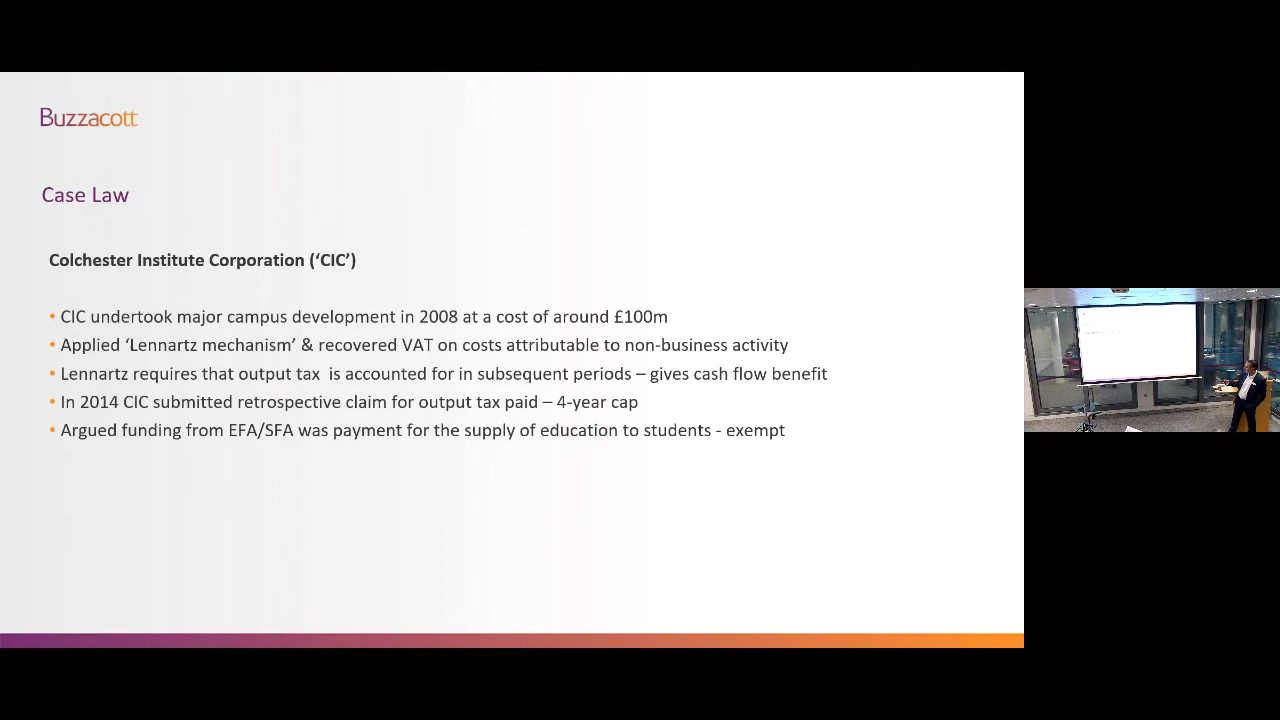 Buzzacott
Case Law
Colchester Institute Corporation (‘CIC’)
• CIC undertook major campus development in 2008 at a cost of around £100m
• Applied ‘Lennartz mechanism’ & recovered VAT on costs attributable to non-business activity
• Lennartz requires that output tax  is accounted for in subsequent periods – gives cash flow benefit
• In 2014 CIC submitted retrospective claim for output tax paid – 4-year cap
• Argued funding from EFA/SFA was payment for the supply of education to students - exempt